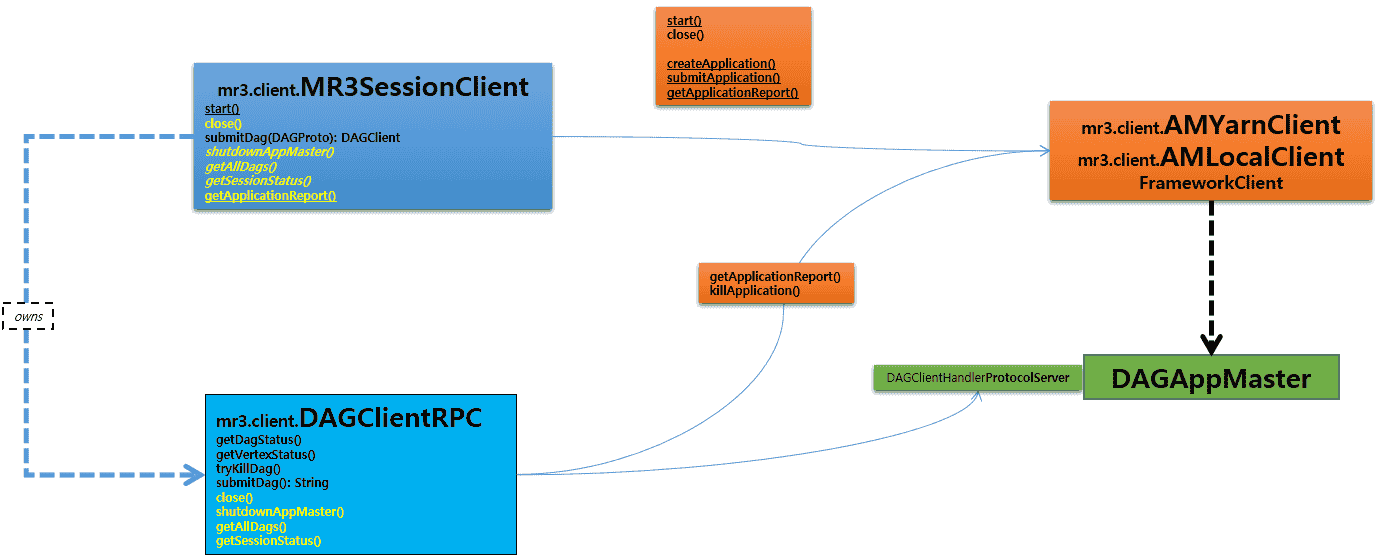 start()
close()
createApplication()
submitApplication()
getApplicationReport()
mr3.client.MR3SessionClient
start()
close()
submitDag(DAGProto): DAGClient
shutdownAppMaster()
getAllDags()
getSessionStatus()
getApplicationReport()
mr3.client.AMYarnClient
mr3.client.AMLocalClient
FrameworkClient
getApplicationReport()
killApplication()
owns
DAGClientHandlerProtocolServer
DAGAppMaster
mr3.client.DAGClientRPC
getDagStatus()
getVertexStatus()
tryKillDag()
submitDag(): String
close()
shutdownAppMaster()
getAllDags()
getSessionStatus()